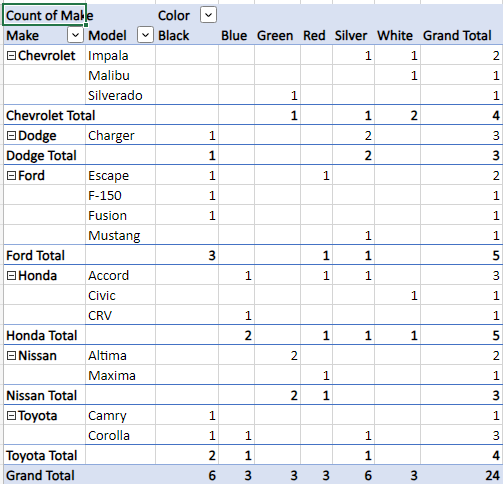 Count of Make Color
Make Model Black Blue Green Red Silver White Grand Total
Chevrolet Impala 1 1 2
Malibu 1 1
Silverado 1 1
Chevrolet Total 1 1 2 4
Dodge Charger 1 2 3
Dodge Total 1 2 3
Ford Escape 1 1 2
F-150 1 1
Fusion 1 1
Mustang 1 1
Ford Total 3 1 1 5
Honda Accord 1 1 1 3
Civic 1 1
CRV 1 1
Honda Total 2 1 1 1 5
Nissan Altima 2 2
Maxima 1 1
Nissan Total 2 1 3
Toyota Camry 1 1
Corolla 1 1 1 3
Toyota Total 2 1 1 4
Grand Total 6 3 3 3 6 3 24